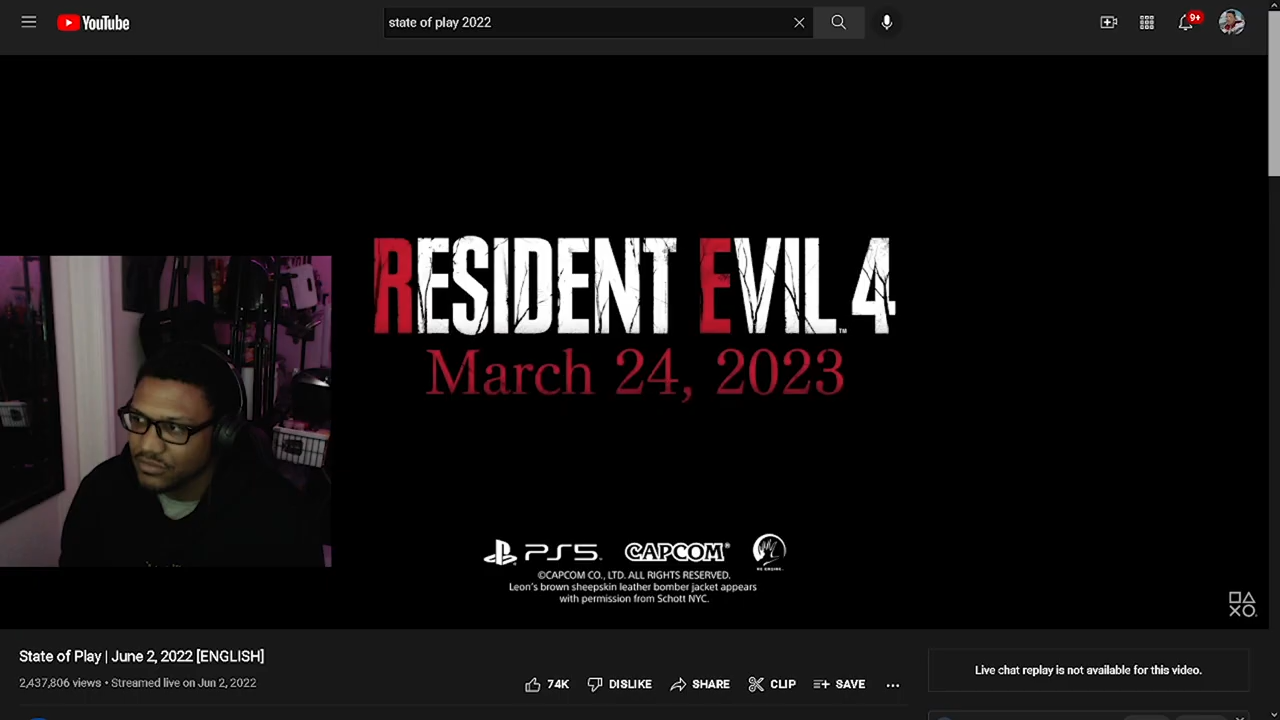 YouTube
state of play 2022
9+
RESIDENT EVIL 4
TM
March 24, 2023
PS5 CAPCOM
RE ENGINE
©CAPCOM CO., LTD. ALL RIGHTS RESERVED.
Leon's brown sheepskin leather bomber jacket appears
with permission from Schott NYC.
State of Play | June 2, 2022 [ENGLISH]
Live chat replay is not available for this video.
2,437,806 views • Streamed live on Jun 2, 2022
74K DISLIKE SHARE CLIP SAVE ...